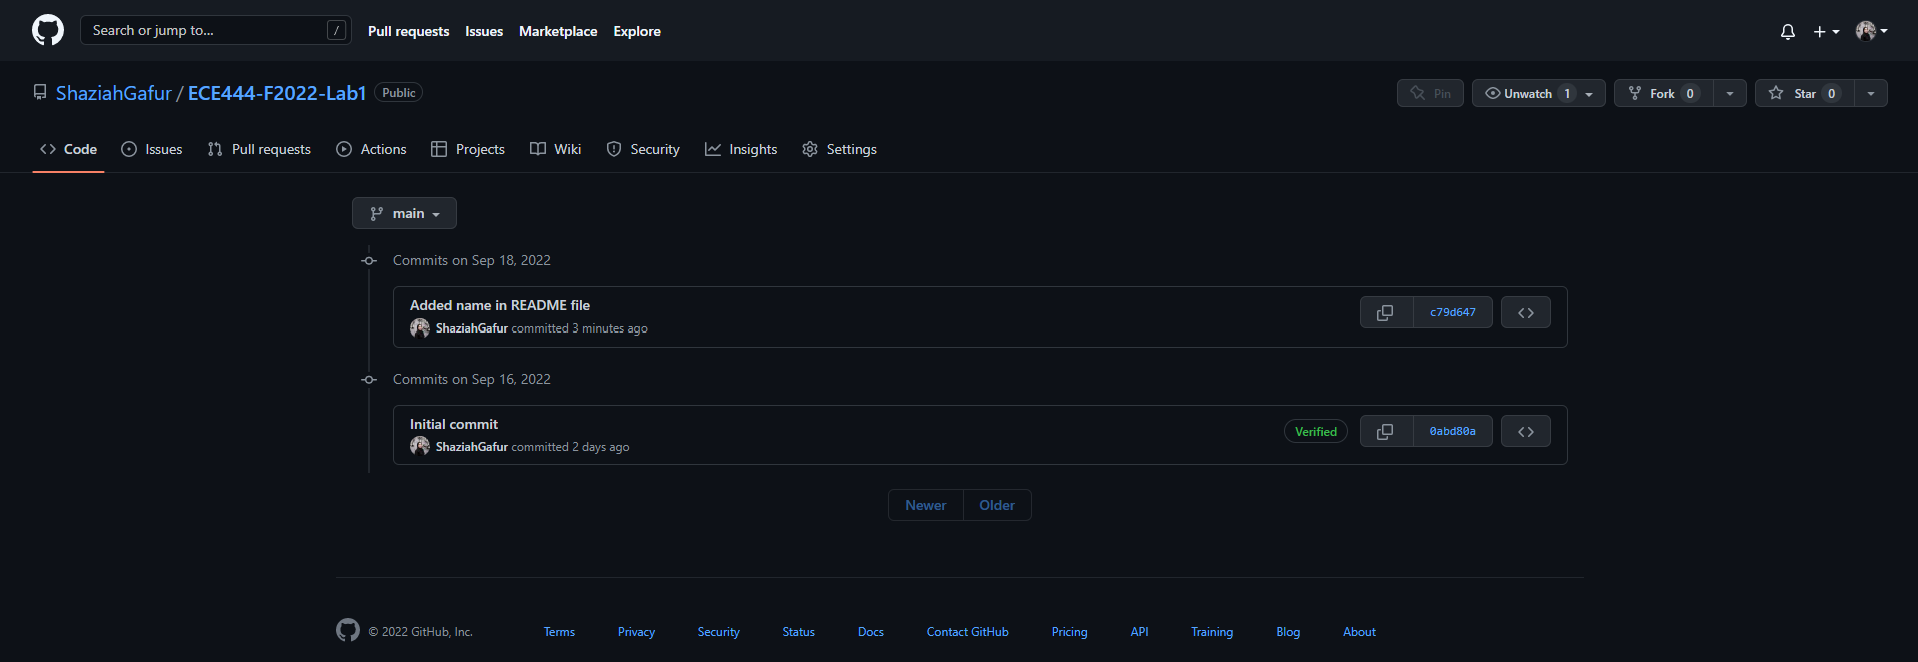 Search or jump to... /
Pull requests Issues Marketplace Explore
ShaziahGafur / ECE444-F2022-Lab1 Public
Pin Unwatch 1 Fork 0 Star 0
Code Issues Pull requests Actions Projects Wiki Security Insights Settings
main
Commits on Sep 18, 2022
Added name in README file
ShaziahGafur committed 3 minutes ago
c79d647
Commits on Sep 16, 2022
Initial commit
ShaziahGafur committed 2 days ago
Verified 0abd80a
Newer Older
© 2022 GitHub, Inc. Terms Privacy Security Status Docs Contact GitHub Pricing API Training Blog About